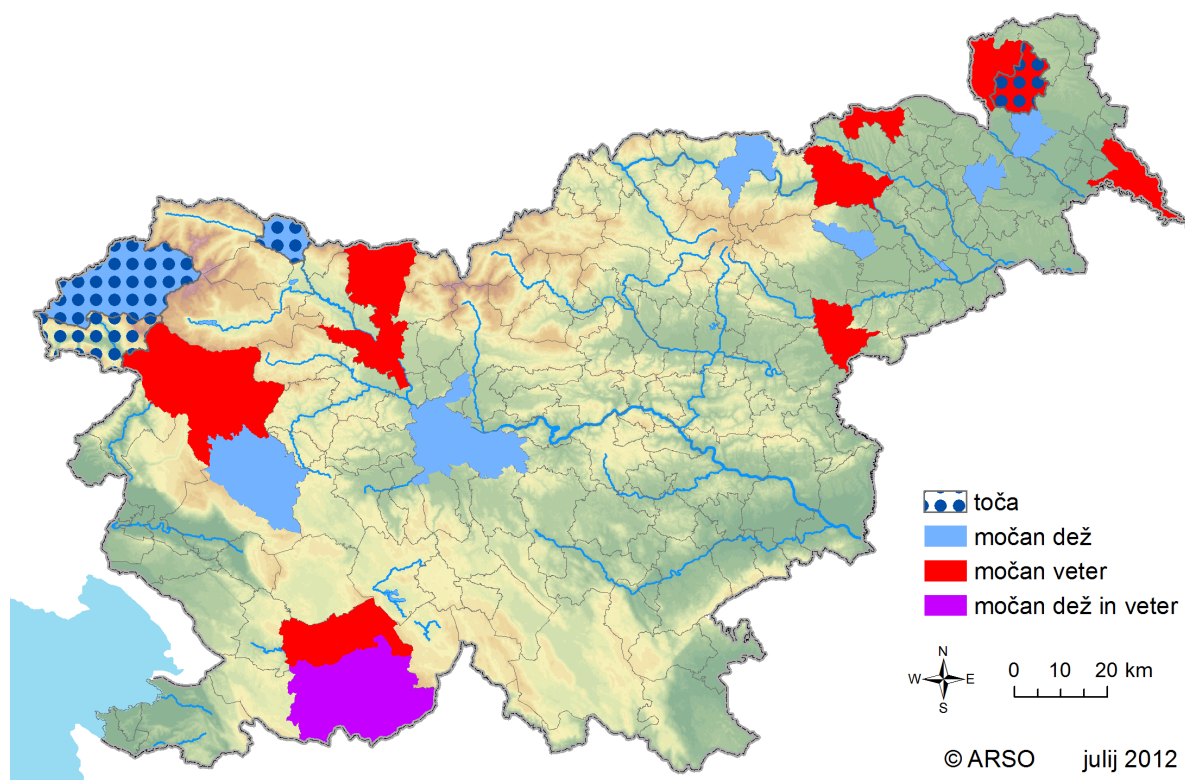 toča
močan dež
močan veter
močan dež in veter
N
W E
S
0 10 20 km
© ARSO julij 2012